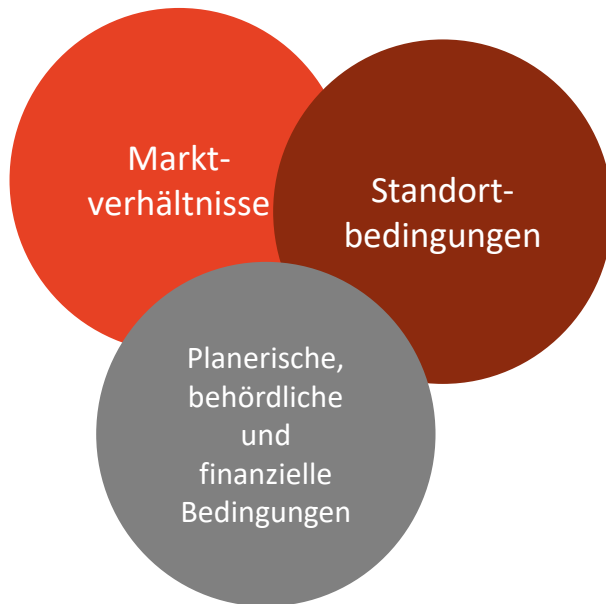 Markt-
verhältnisse
Standort-
bedingungen
Planerische,
behördliche
und
finanzielle
Bedingungen